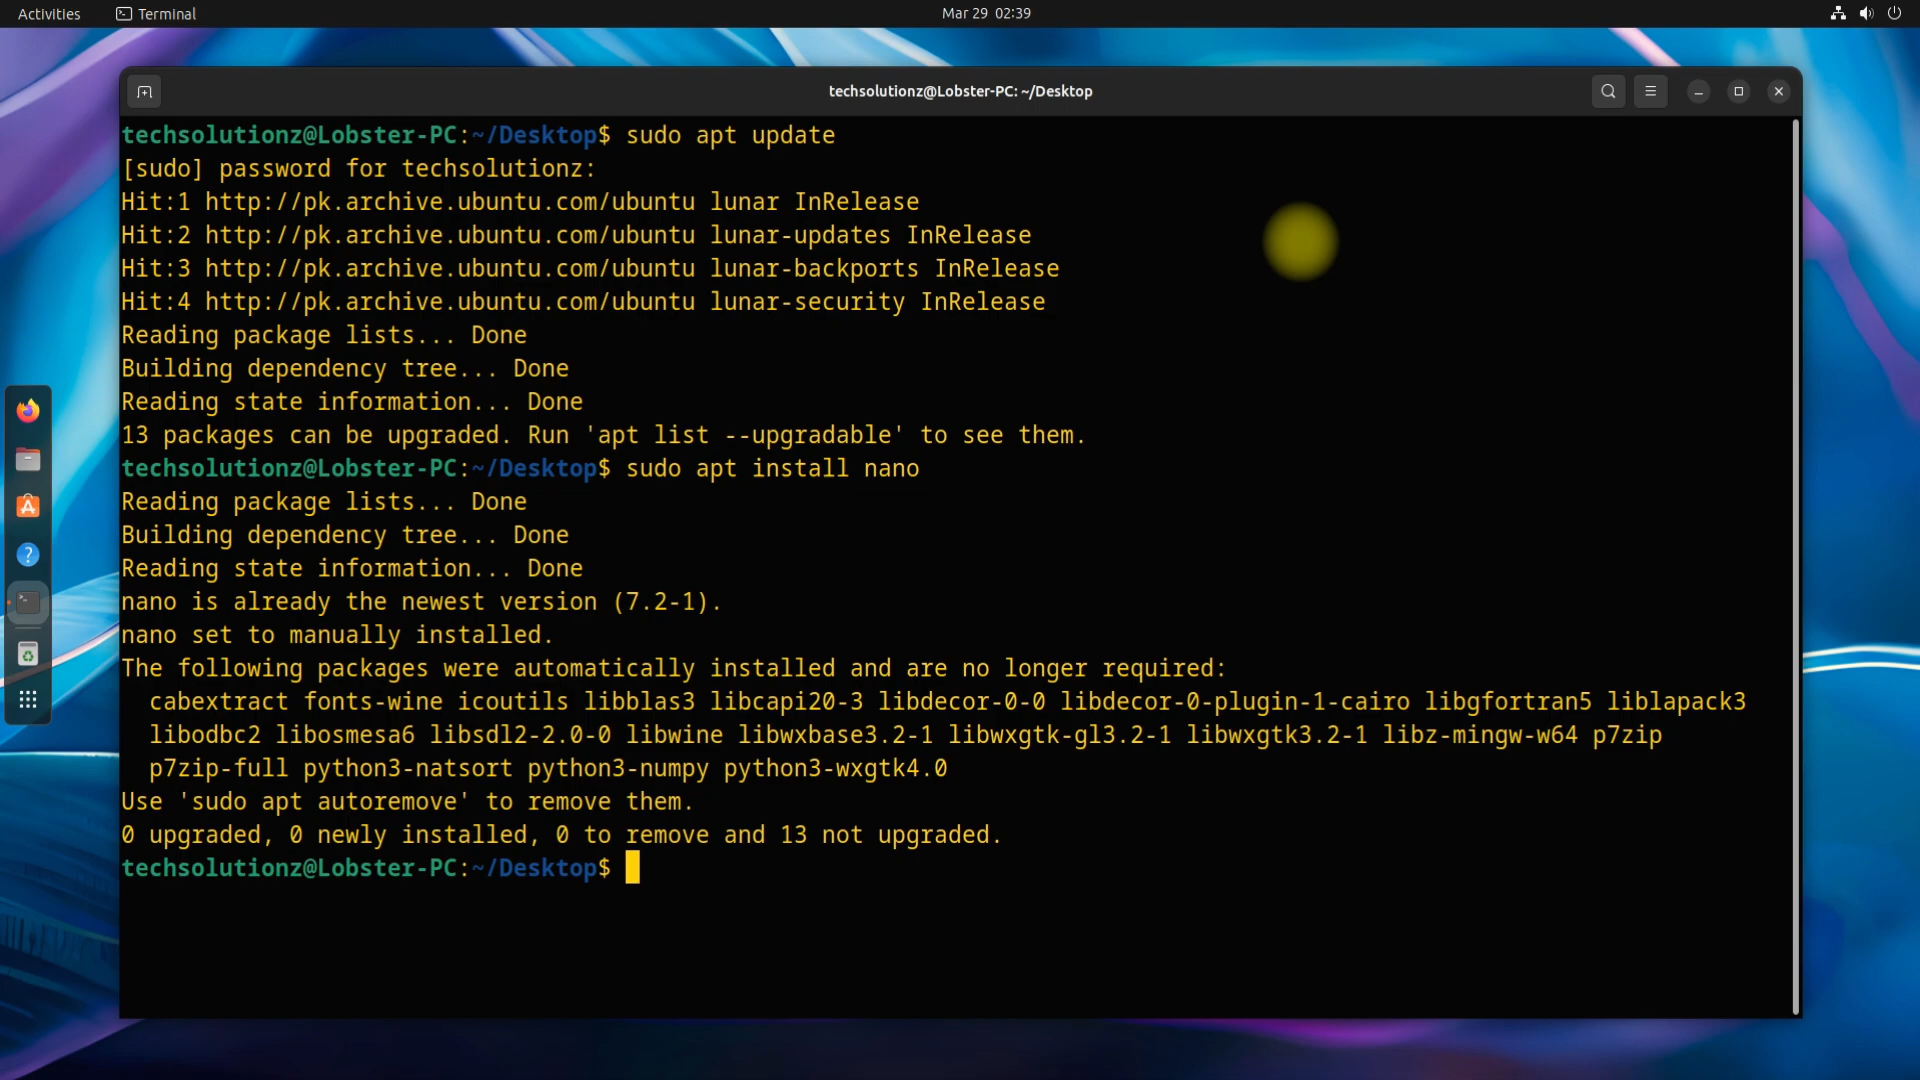 Activities
Terminal
Mar 29 02:39
techsolutionz@Lobster-PC: ~/Desktop
techsolutionz@Lobster-PC:~/Desktop$ sudo apt update
[sudo] password for techsolutionz:
Hit:1 http://pk.archive.ubuntu.com/ubuntu lunar InRelease
Hit:2 http://pk.archive.ubuntu.com/ubuntu lunar-updates InRelease
Hit:3 http://pk.archive.ubuntu.com/ubuntu lunar-backports InRelease
Hit:4 http://pk.archive.ubuntu.com/ubuntu lunar-security InRelease
Reading package lists... Done
Building dependency tree... Done
Reading state information... Done
13 packages can be upgraded. Run 'apt list --upgradable' to see them.
techsolutionz@Lobster-PC:~/Desktop$ sudo apt install nano
Reading package lists... Done
Building dependency tree... Done
Reading state information... Done
nano is already the newest version (7.2-1).
nano set to manually installed.
The following packages were automatically installed and are no longer required:
  cabextract fonts-wine icoutils libblas3 libcapi20-3 libdecor-0-0 libdecor-0-plugin-1-cairo libgfortran5 liblapack3
  libodbc2 libosmesa6 libsdl2-2.0-0 libwine libwxbase3.2-1 libwxgtk-gl3.2-1 libwxgtk3.2-1 libz-mingw-w64 p7zip
  p7zip-full python3-natsort python3-numpy python3-wxgtk4.0
Use 'sudo apt autoremove' to remove them.
0 upgraded, 0 newly installed, 0 to remove and 13 not upgraded.
techsolutionz@Lobster-PC:~/Desktop$